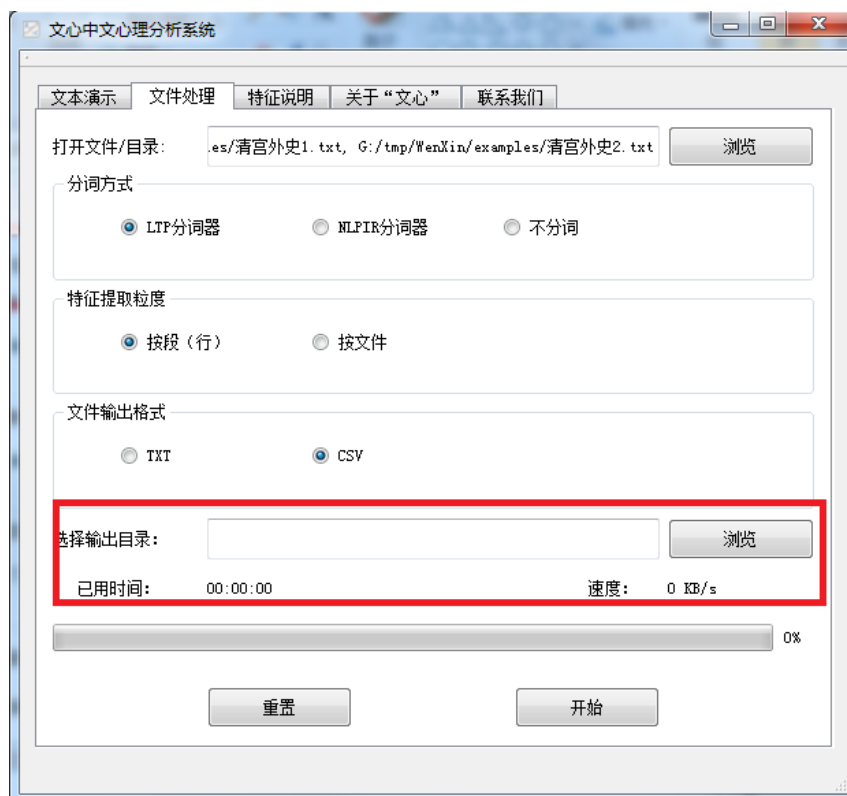 文心中文心理分析系统
文本演示 文件处理 特征说明 关于“文心” 联系我们
打开文件/目录: .es/清宫外史1.txt, G:/tmp/WenXin/examples/清宫外史2.txt 浏览
分词方式
LTP分词器 NLPIR分词器 不分词
特征提取粒度
按段（行） 按文件
文件输出格式
TXT CSV
选择输出目录: 浏览
已用时间: 00:00:00 速度: 0 KB/s
0%
重置 开始